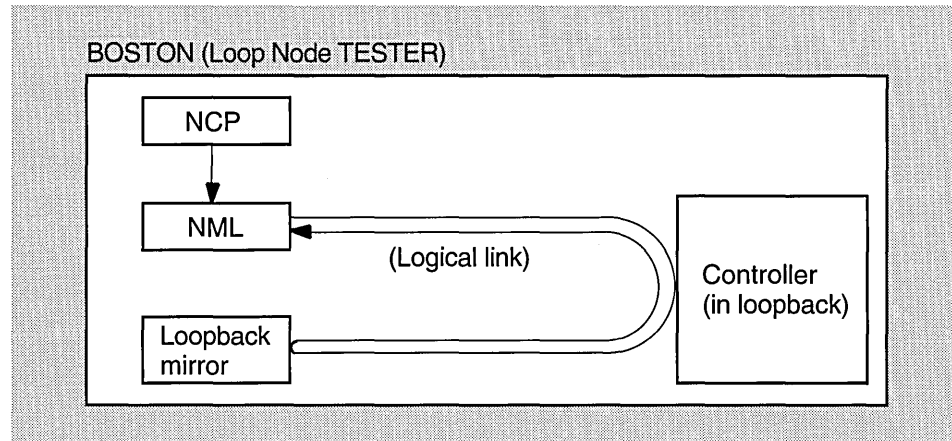 BOSTON (Loop Node TESTER)
NCP
NML
(Logical link)
Controller
(in loopback)
Loopback
mirror